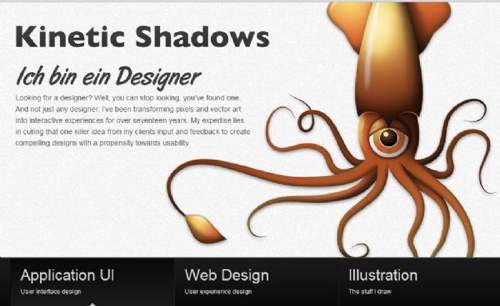 Kinetic Shadows
Ich bin ein Designer
Looking for a designer? Well, you can stop looking, you've found one.
And not just any designer, I've been transforming pixels and vector art
into interactive experiences for over seventeen years. My expertise lies
in culling that one killer idea from my clients input and feedback to create
compelling designs with a propensity towards usability
Application UI
User interface design
Web Design
User experience design
Illustration
The stuff I draw